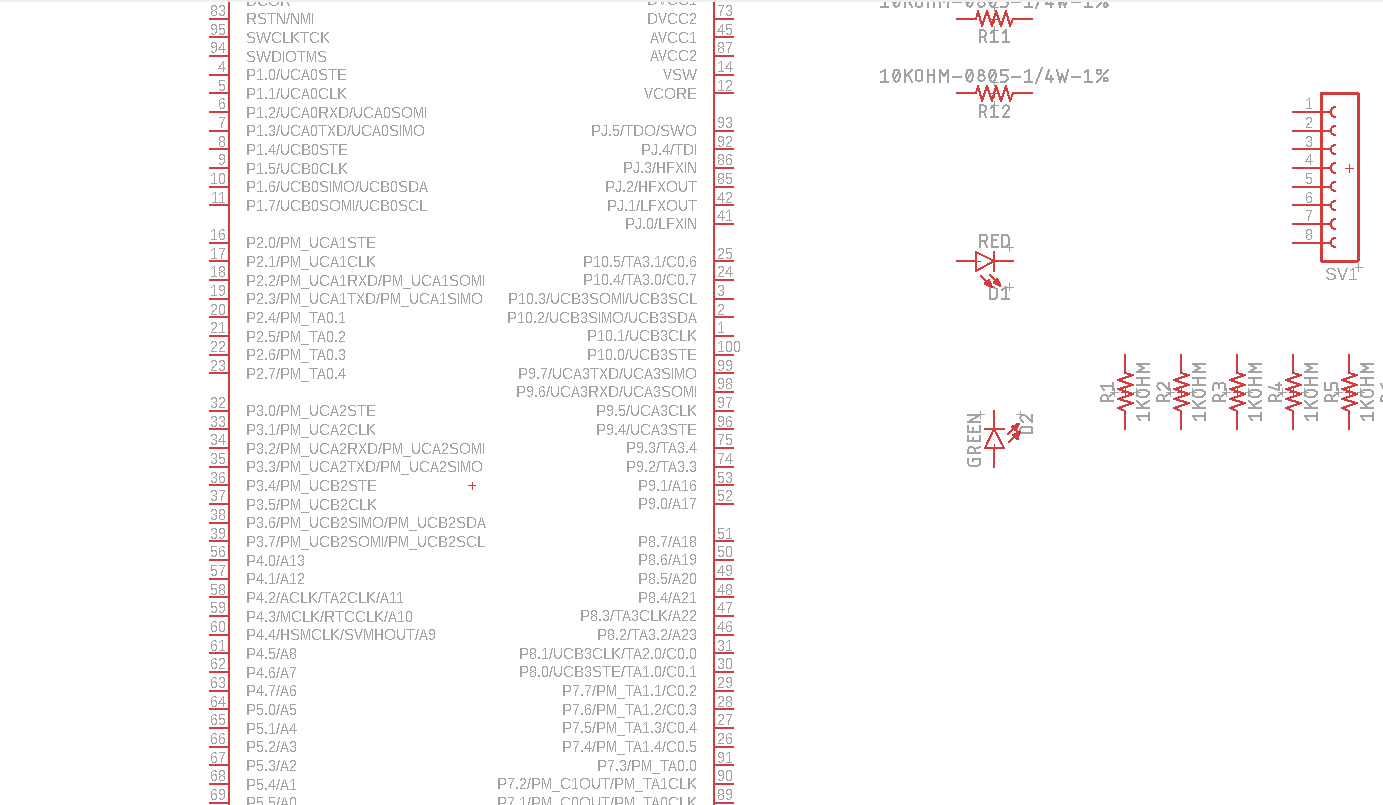 83 RSTN/NMI
95 SWCLKTCK
94 SWDIOTMS
4 P1.0/UCA0STE
5 P1.1/UCA0CLK
6 P1.2/UCA0RXD/UCA0SOMI
7 P1.3/UCA0TXD/UCA0SIMO
8 P1.4/UCB0STE
9 P1.5/UCB0CLK
10 P1.6/UCB0SIMO/UCB0SDA
11 P1.7/UCB0SOMI/UCB0SCL
16 P2.0/PM_UCA1STE
17 P2.1/PM_UCA1CLK
18 P2.2/PM_UCA1RXD/PM_UCA1SOMI
19 P2.3/PM_UCA1TXD/PM_UCA1SIMO
20 P2.4/PM_TA0.1
21 P2.5/PM_TA0.2
22 P2.6/PM_TA0.3
23 P2.7/PM_TA0.4
32 P3.0/PM_UCA2STE
33 P3.1/PM_UCA2CLK
34 P3.2/PM_UCA2RXD/PM_UCA2SOMI
35 P3.3/PM_UCA2TXD/PM_UCA2SIMO
36 P3.4/PM_UCB2STE
37 P3.5/PM_UCB2CLK
38 P3.6/PM_UCB2SIMO/PM_UCB2SDA
39 P3.7/PM_UCB2SOMI/PM_UCB2SCL
56 P4.0/A13
57 P4.1/A12
58 P4.2/ACLK/TA2CLK/A11
59 P4.3/MCLK/RTCCLK/A10
60 P4.4/HSMCLK/SVMHOUT/A9
61 P4.5/A8
62 P4.6/A7
63 P4.7/A6
64 P5.0/A5
65 P5.1/A4
66 P5.2/A3
67 P5.3/A2
68 P5.4/A1
69 P5.5/A0
DVCC1
DVCC2 73
AVCC1 45
AVCC2 87
VSW 14
VCORE 12
PJ.5/TDO/SWO 93
PJ.4/TDI 92
PJ.3/HFXIN 86
PJ.2/HFXOUT 85
PJ.1/LFXOUT 42
PJ.0/LFXIN 41
P10.5/TA3.1/C0.6 25
P10.4/TA3.0/C0.7 24
P10.3/UCB3SOMI/UCB3SCL 3
P10.2/UCB3SIMO/UCB3SDA 2
P10.1/UCB3CLK 1
P10.0/UCB3STE 100
P9.7/UCA3TXD/UCA3SIMO 99
P9.6/UCA3RXD/UCA3SOMI 98
P9.5/UCA3CLK 97
P9.4/UCA3STE 96
P9.3/TA3.4 75
P9.2/TA3.3 74
P9.1/A16 53
P9.0/A17 52
P8.7/A18 51
P8.6/A19 50
P8.5/A20 49
P8.4/A21 48
P8.3/TA3CLK/A22 47
P8.2/TA3.2/A23 46
P8.1/UCB3CLK/TA2.0/C0.0 31
P8.0/UCB3STE/TA1.0/C0.1 30
P7.7/PM_TA1.1/C0.2 29
P7.6/PM_TA1.2/C0.3 28
P7.5/PM_TA1.3/C0.4 27
P7.4/PM_TA1.4/C0.5 26
P7.3/PM_TA0.0 91
P7.2/PM_C1OUT/PM_TA1CLK 90
P7.1/PM_C0OUT/PM_TA0CLK 89
10KOHM-0805-1/4W-1%
R11
10KOHM-0805-1/4W-1%
R12
1
2
3
4
5
6
7
8
SV1
RED
D1
GREEN
D2
R1
1KOHM
R2
1KOHM
R3
1KOHM
R4
1KOHM
R5
1KOHM